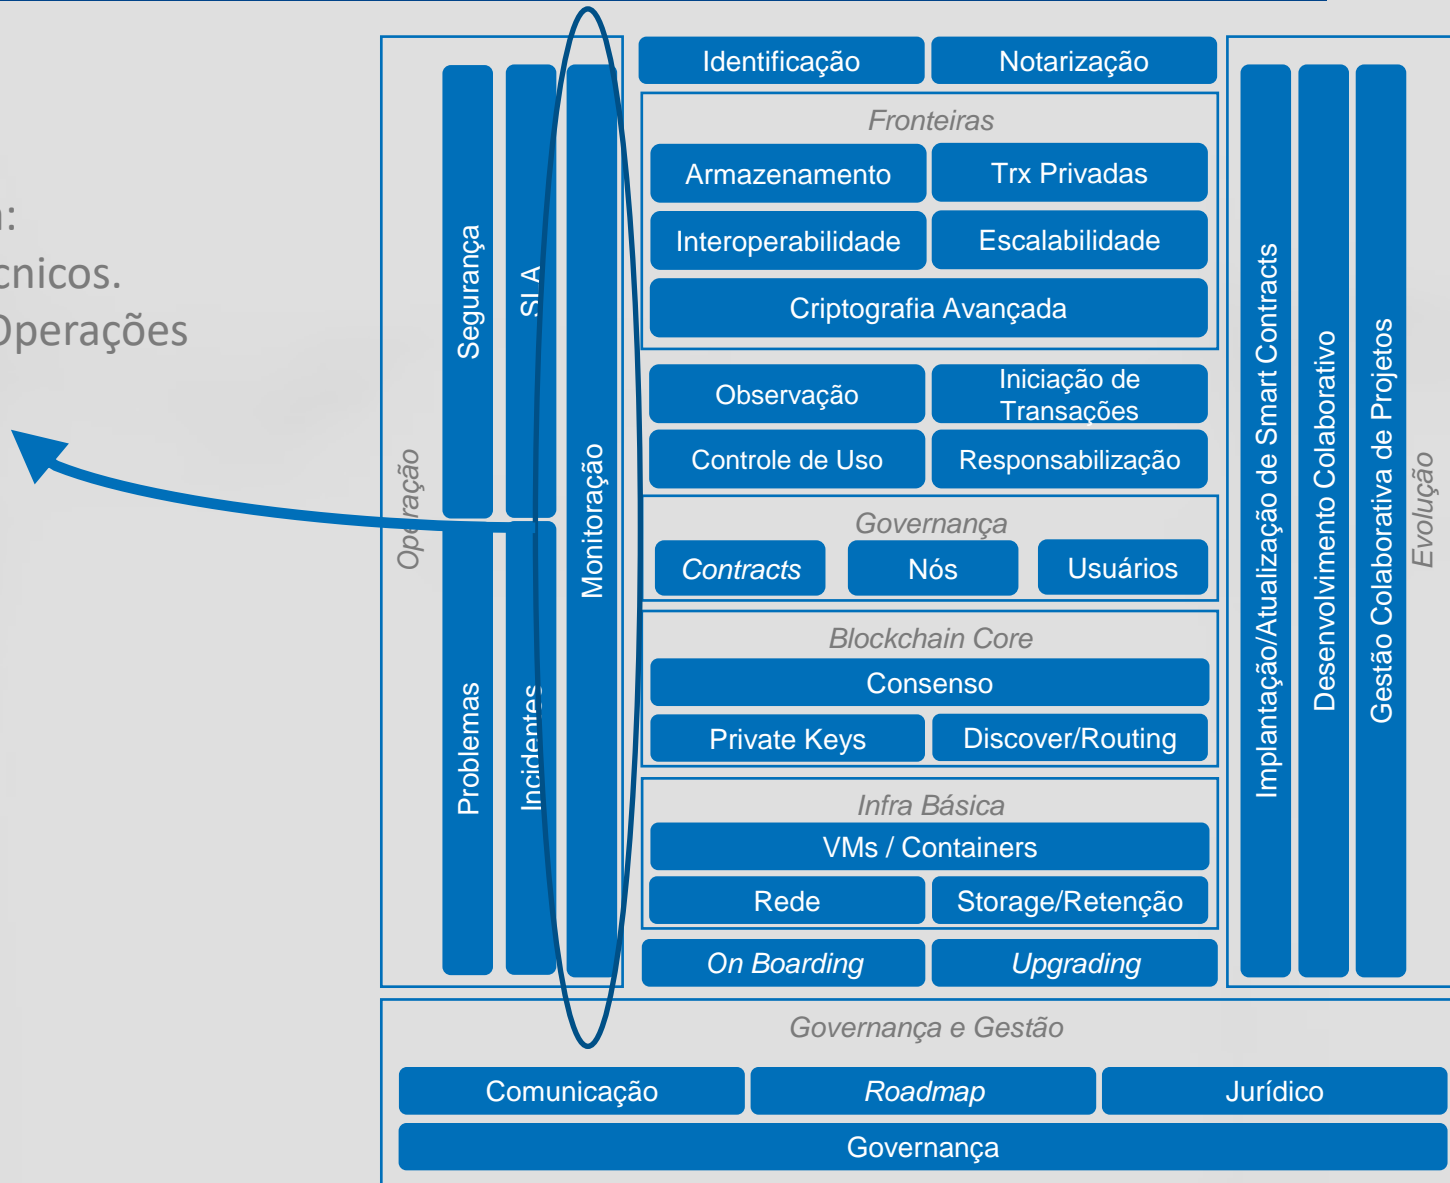 cnicos.
Operações
Operação
Segurança
SLA
Problemas
Incidentes
Monitoração
Identificação
Notarização
Fronteiras
Armazenamento
Trx Privadas
Interoperabilidade
Escalabilidade
Criptografia Avançada
Observação
Iniciação de
Transações
Controle de Uso
Responsabilização
Governança
Contracts
Nós
Usuários
Blockchain Core
Consenso
Private Keys
Discover/Routing
Infra Básica
VMs / Containers
Rede
Storage/Retenção
On Boarding
Upgrading
Implantação/Atualização de Smart Contracts
Desenvolvimento Colaborativo
Gestão Colaborativa de Projetos
Evolução
Governança e Gestão
Comunicação
Roadmap
Jurídico
Governança